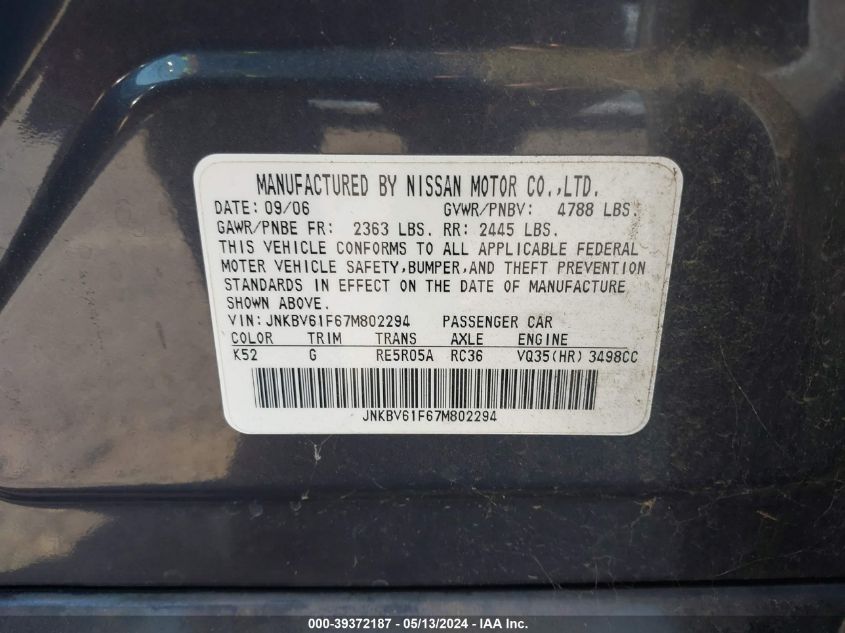 MANUFACTURED BY NISSAN MOTOR CO.,LTD.
DATE: 09/06 GVWR/PNBV: 4788 LBS.
GAWR/PNBE FR: 2363 LBS. RR: 2445 LBS.
THIS VEHICLE CONFORMS TO ALL APPLICABLE FEDERAL
MOTER VEHICLE SAFETY,BUMPER,AND THEFT PREVENTION
STANDARDS IN EFFECT ON THE DATE OF MANUFACTURE
SHOWN ABOVE.
VIN:JNKBV61F67M802294 PASSENGER CAR
COLOR TRIM TRANS AXLE ENGINE
K52 G RE5R05A RC36 VQ35(HR) 3498CC
JNKBV61F67M802294
000-39372187 - 05/13/2024 - IAA Inc.